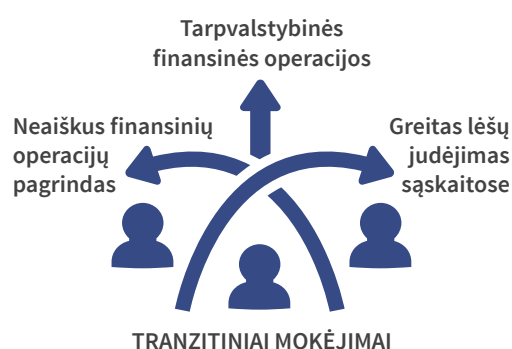 Tarpvalstybinės
finansinės operacijos
Neaiškus finansinių
operacijų
pagrindas
Greitas lėšų
judėjimas
sąskaitose
TRANZITINIAI MOKĖJIMAI